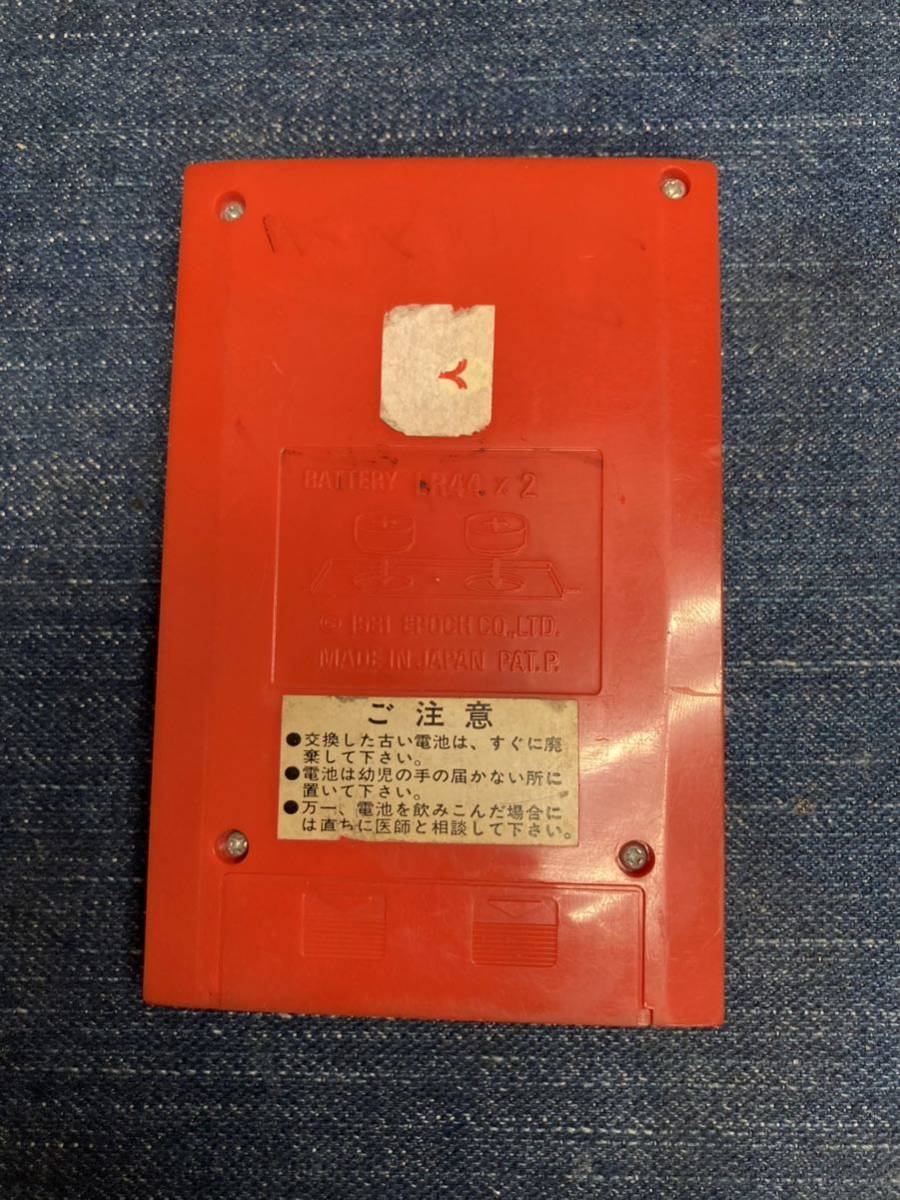 BATTERY LR44 x 2
© 1981 EPOCH CO.,LTD.
MADE IN JAPAN PAT.P.
ご注意
●交換した古い電池は、すぐに廃
棄して下さい。
●電池は幼児の手の届かない所に
置いて下さい。
●万一、電池を飲みこんだ場合に
は直ちに医師と相談して下さい。